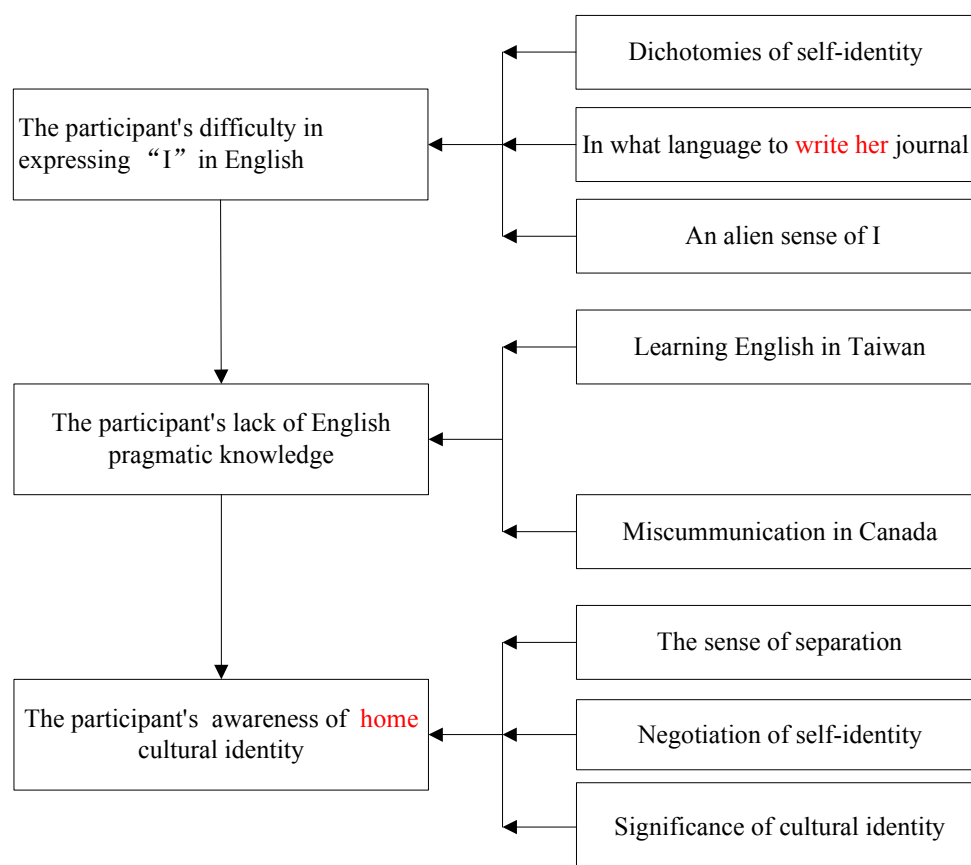 Dichotomies of self-identity
The participant's difficulty in
expressing “I” in English
In what language to write her journal
An alien sense of I
Learning English in Taiwan
The participant's lack of English
pragmatic knowledge
Miscummunication in Canada
The sense of separation
The participant's awareness of home
cultural identity
Negotiation of self-identity
Significance of cultural identity